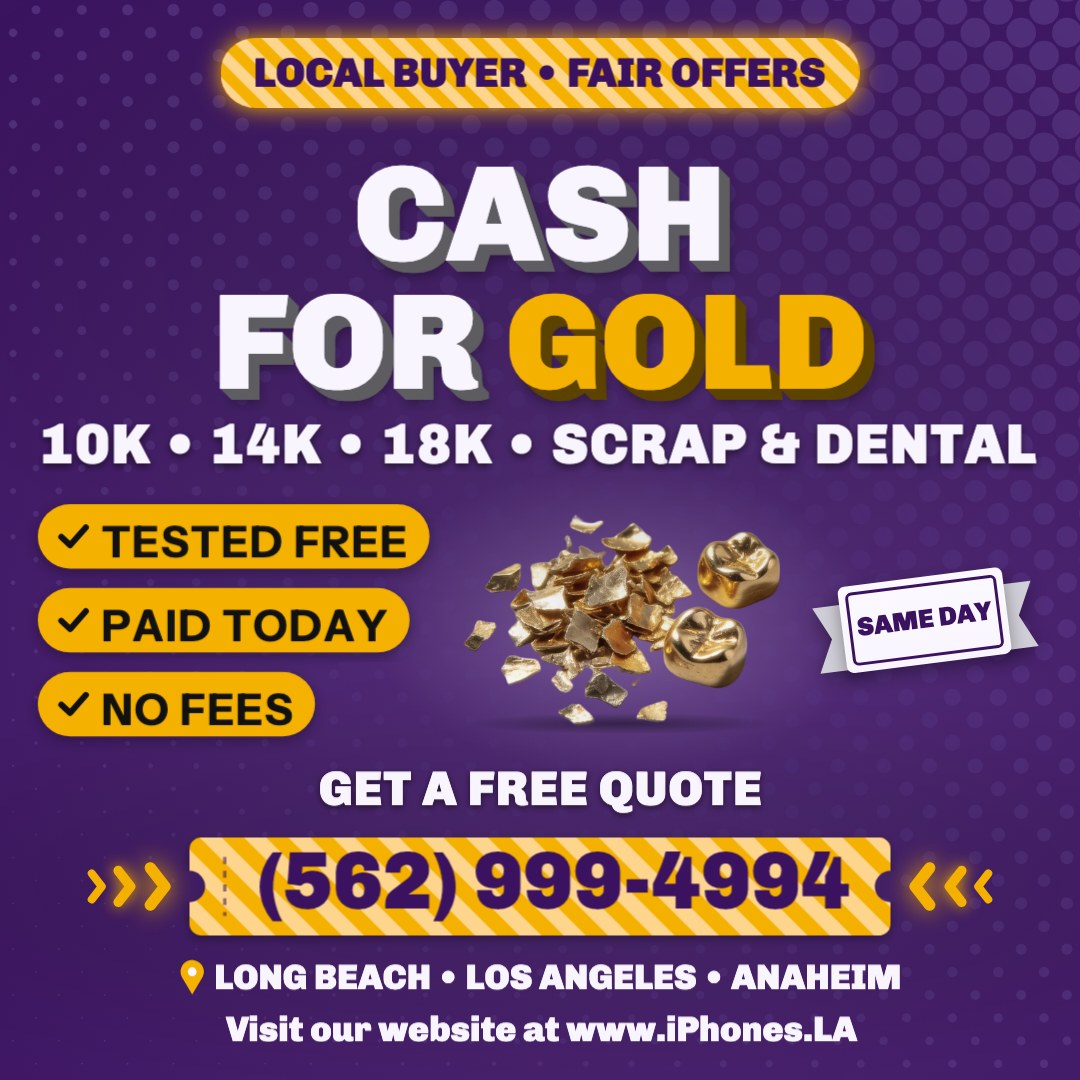 LOCAL BUYER • FAIR OFFERS
CASH
FOR GOLD
10K • 14K • 18K • SCRAP & DENTAL
✓ TESTED FREE
✓ PAID TODAY
✓ NO FEES
SAME DAY
GET A FREE QUOTE
(562) 999-4994
LONG BEACH • LOS ANGELES • ANAHEIM
Visit our website at www.iPhones.LA